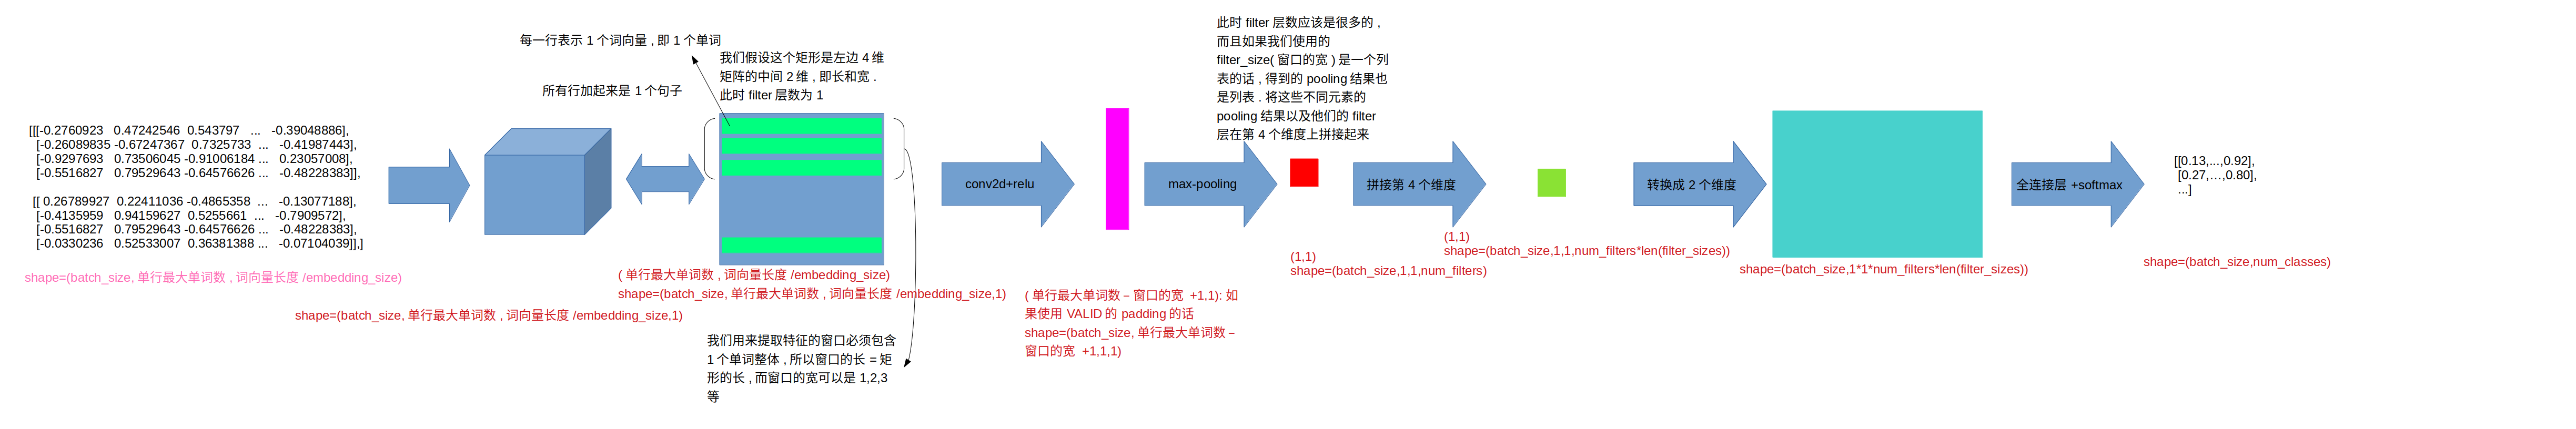 每一行表示 1 个词向量 , 即 1 个单词
所有行加起来是 1 个句子
我们假设这个矩形是左边 4 维
矩阵的中间 2 维 , 即长和宽 .
此时 filter 层数为 1
此时 filter 层数应该是很多的 ,
而且如果我们使用的
filter_size( 窗口的宽 ) 是一个列
表的话 , 得到的 pooling 结果也
是列表 . 将这些不同元素的
pooling 结果以及他们的 filter
层在第 4 个维度上拼接起来
[[[-0.2760923 0.47242546 0.543797 ... -0.39048886],
[-0.26089835 -0.67247367 0.7325733 ... -0.41987443],
[-0.9297693 0.73506045 -0.91006184 ... 0.23057008],
[-0.5516827 0.79529643 -0.64576626 ... -0.48228383]],
[[ 0.26789927 0.22411036 -0.4865358 ... -0.13077188],
[-0.4135959 0.94159627 0.5255661 ... -0.7909572],
[-0.5516827 0.79529643 -0.64576626 ... -0.48228383],
[-0.0330236 0.52533007 0.36381388 ... -0.07104039]],]
shape=(batch_size, 单行最大单词数 , 词向量长度 /embedding_size)
shape=(batch_size, 单行最大单词数 , 词向量长度 /embedding_size,1)
( 单行最大单词数 , 词向量长度 /embedding_size)
shape=(batch_size, 单行最大单词数 , 词向量长度 /embedding_size,1)
我们用来提取特征的窗口必须包含
1 个单词整体 , 所以窗口的长 = 矩
形的长 , 而窗口的宽可以是 1,2,3
等
conv2d+relu
( 单行最大单词数 – 窗口的宽 +1,1): 如
果使用 VALID 的 padding 的话
shape=(batch_size, 单行最大单词数 –
窗口的宽 +1,1,1)
max-pooling
(1,1)
shape=(batch_size,1,1,num_filters)
拼接第 4 个维度
(1,1)
shape=(batch_size,1,1,num_filters*len(filter_sizes))
转换成 2 个维度
shape=(batch_size,1*1*num_filters*len(filter_sizes))
全连接层 +softmax
[[0.13,...,0.92],
[0.27,...,0.80],
...]
shape=(batch_size,num_classes)